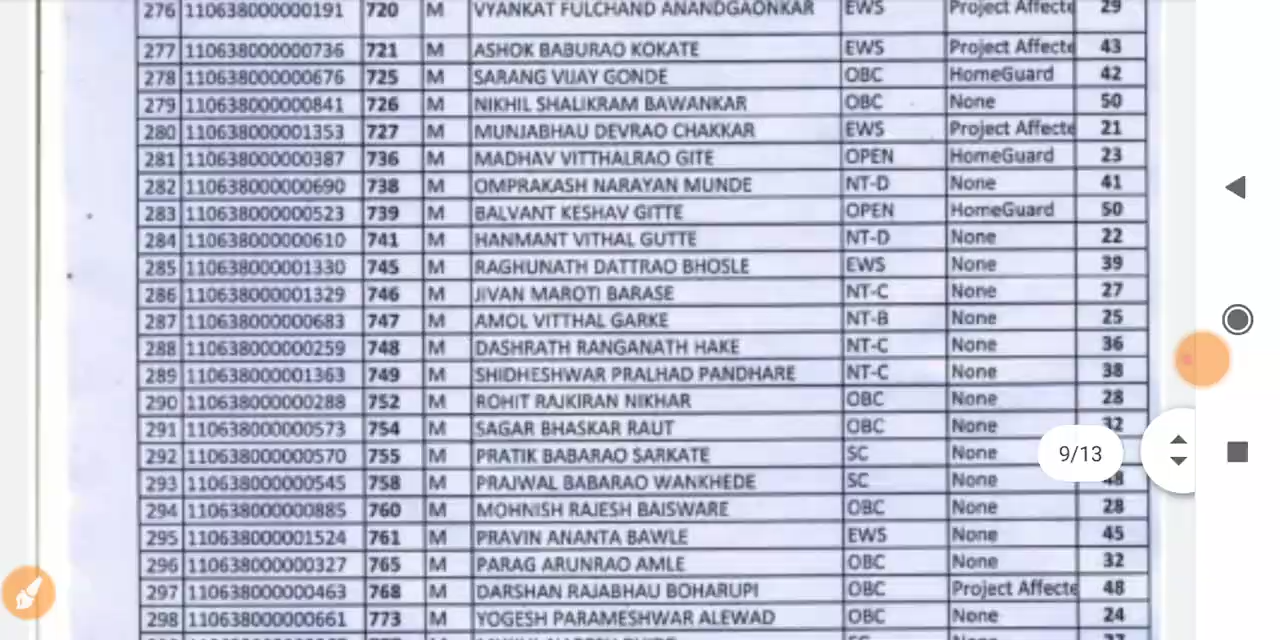 276 110638000000191 720 M VYANKAT FULCHAND ANANDGAONKAR EWS Project Affecte 29
277 110638000000736 721 M ASHOK BABURAO KOKATE EWS Project Affecte 43
278 110638000000676 725 M SARANG VIJAY GONDE OBC HomeGuard 42
279 110638000000841 726 M NIKHIL SHALIKRAM BAWANKAR OBC None 50
280 110638000001353 727 M MUNJABHAU DEVRAO CHAKKAR EWS Project Affecte 21
281 110638000000387 736 M MADHAV VITTHALRAO GITE OPEN HomeGuard 23
282 110638000000690 738 M OMPRAKASH NARAYAN MUNDE NT-D None 41
283 110638000000523 739 M BALVANT KESHAV GITTE OPEN HomeGuard 50
284 110638000000610 741 M HANMANT VITHAL GUTTE NT-D None 22
285 110638000001330 745 M RAGHUNATH DATTRAO BHOSLE EWS None 39
286 110638000001329 746 M JIVAN MAROTI BARASE NT-C None 27
287 110638000000683 747 M AMOL VITTHAL GARKE NT-B None 25
288 110638000000259 748 M DASHRATH RANGANATH HAKE NT-C None 36
289 110638000001363 749 M SHIDHESHWAR PRALHAD PANDHARE NT-C None 38
290 110638000000288 752 M ROHIT RAJKIRAN NIKHAR OBC None 28
291 110638000000573 754 M SAGAR BHASKAR RAUT OBC None 32
292 110638000000570 755 M PRATIK BABARAO SARKATE SC None
9/13
293 110638000000545 758 M PRAJWAL BABARAO WANKHEDE SC None 48
294 110638000000885 760 M MOHNISH RAJESH BAISWARE OBC None 28
295 110638000001524 761 M PRAVIN ANANTA BAWLE EWS None 45
296 110638000000327 765 M PARAG ARUNRAO AMLE OBC None 32
297 110638000000463 768 M DARSHAN RAJABHAU BOHARUPI OBC Project Affecte 48
298 110638000000661 773 M YOGESH PARAMESHWAR ALEWAD OBC None 24